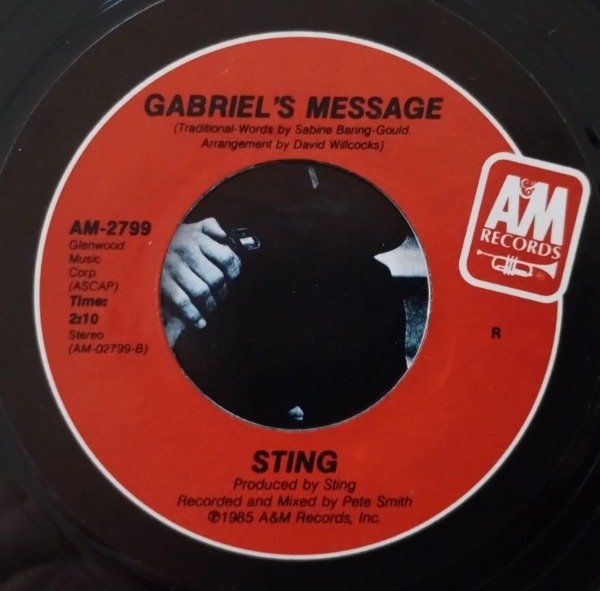 GABRIEL'S MESSAGE
(Traditional-Words by Sabine Baring-Gould
Arrangement by David Willcocks)
A&M
RECORDS
AM-2799
Glenwood
Music
Corp.
(ASCAP)
Time:
2:10
Stereo
(AM-02799-B)
R
STING
Produced by Sting
Recorded and Mixed by Pete Smith
℗1985 A&M Records, Inc.